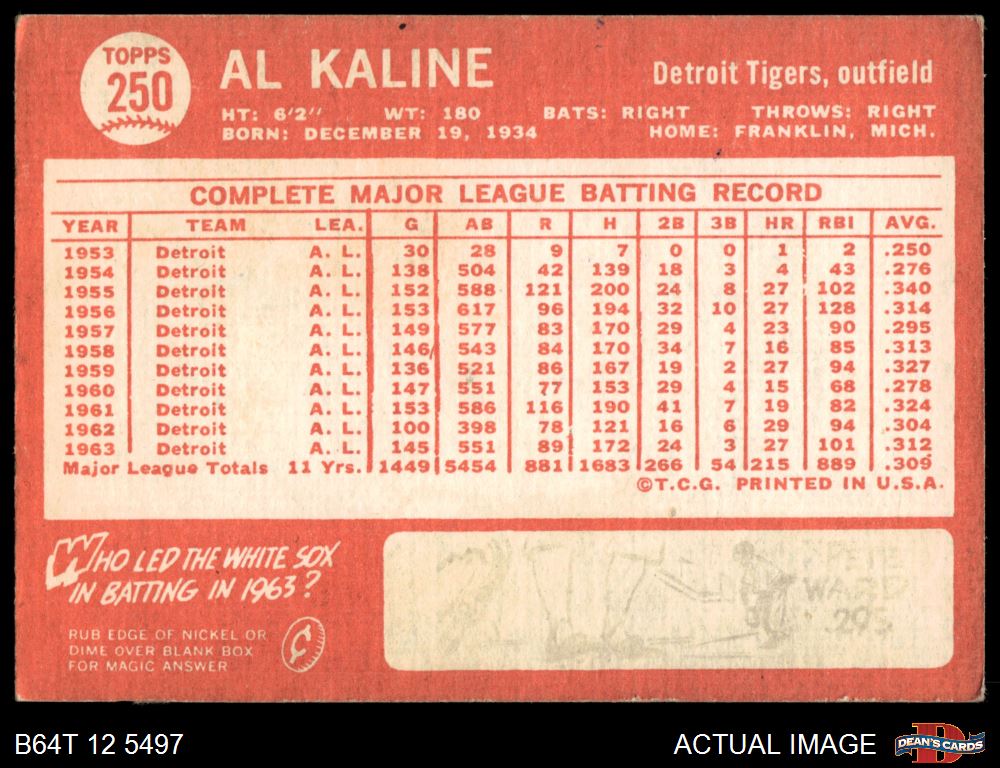 TOPPS
250
AL KALINE
Detroit Tigers, outfield
HT: 6'2" WT: 180 BATS: RIGHT THROWS: RIGHT
BORN: DECEMBER 19, 1934 HOME: FRANKLIN, MICH.
COMPLETE MAJOR LEAGUE BATTING RECORD
YEAR TEAM LEA. G AB R H 2B 3B HR RBI AVG.
1953 Detroit A. L. 30 28 9 7 0 0 1 2 .250
1954 Detroit A. L. 138 504 42 139 18 3 4 43 .276
1955 Detroit A. L. 152 588 121 200 24 8 27 102 .340
1956 Detroit A. L. 153 617 96 194 32 10 27 128 .314
1957 Detroit A. L. 149 577 83 170 29 4 23 90 .295
1958 Detroit A. L. 146 543 84 170 34 7 16 85 .313
1959 Detroit A. L. 136 521 86 167 19 2 27 94 .327
1960 Detroit A. L. 147 551 77 153 29 4 15 68 .278
1961 Detroit A. L. 153 586 116 190 41 7 19 82 .324
1962 Detroit A. L. 100 398 78 121 16 6 29 94 .304
1963 Detroit A. L. 145 551 89 172 24 3 27 101 .312
Major League Totals 11 Yrs. 1449 5454 881 1683 266 54 215 889 .309
©T.C.G. PRINTED IN U.S.A.
WHO LED THE WHITE SOX
IN BATTING IN 1963?
RUB EDGE OF NICKEL OR
DIME OVER BLANK BOX
FOR MAGIC ANSWER
¢
PETE
WARD
.295
B64T 12 5497
ACTUAL IMAGE
D
DEAN'S CARDS